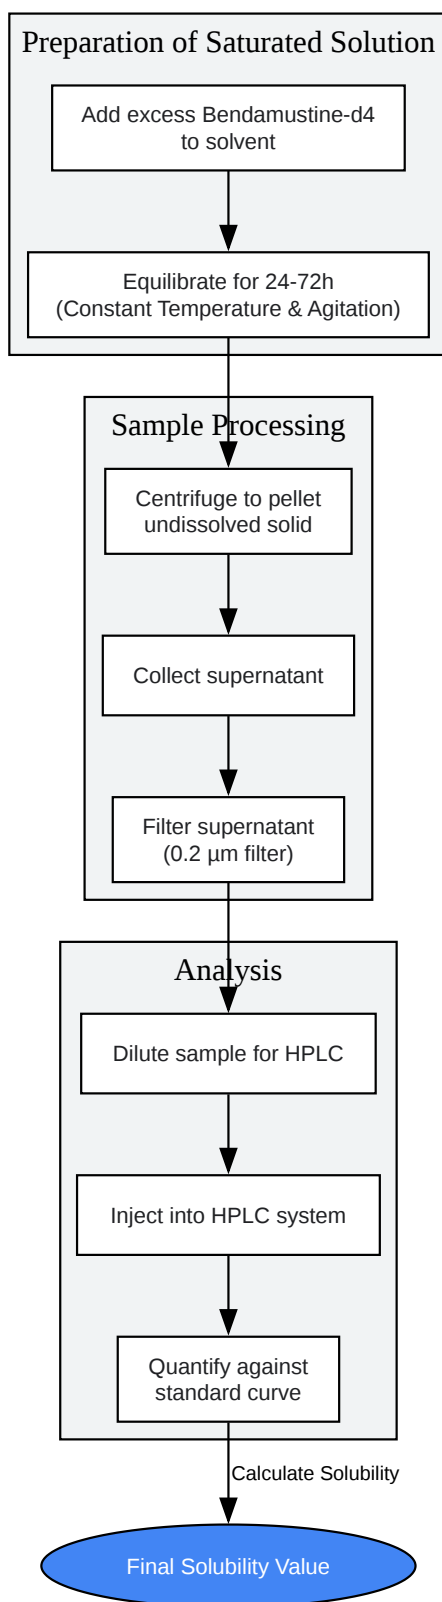 Preparation of Saturated Solution
Add excess Bendamustine-d4
to solvent
Equilibrate for 24-72h
(Constant Temperature & Agitation)
Sample Processing
Centrifuge to pellet
undissolved solid
Collect supernatant
Filter supernatant
(0.2 µm filter)
Analysis
Dilute sample for HPLC
Inject into HPLC system
Quantify against
standard curve
Calculate Solubility
Final Solubility Value